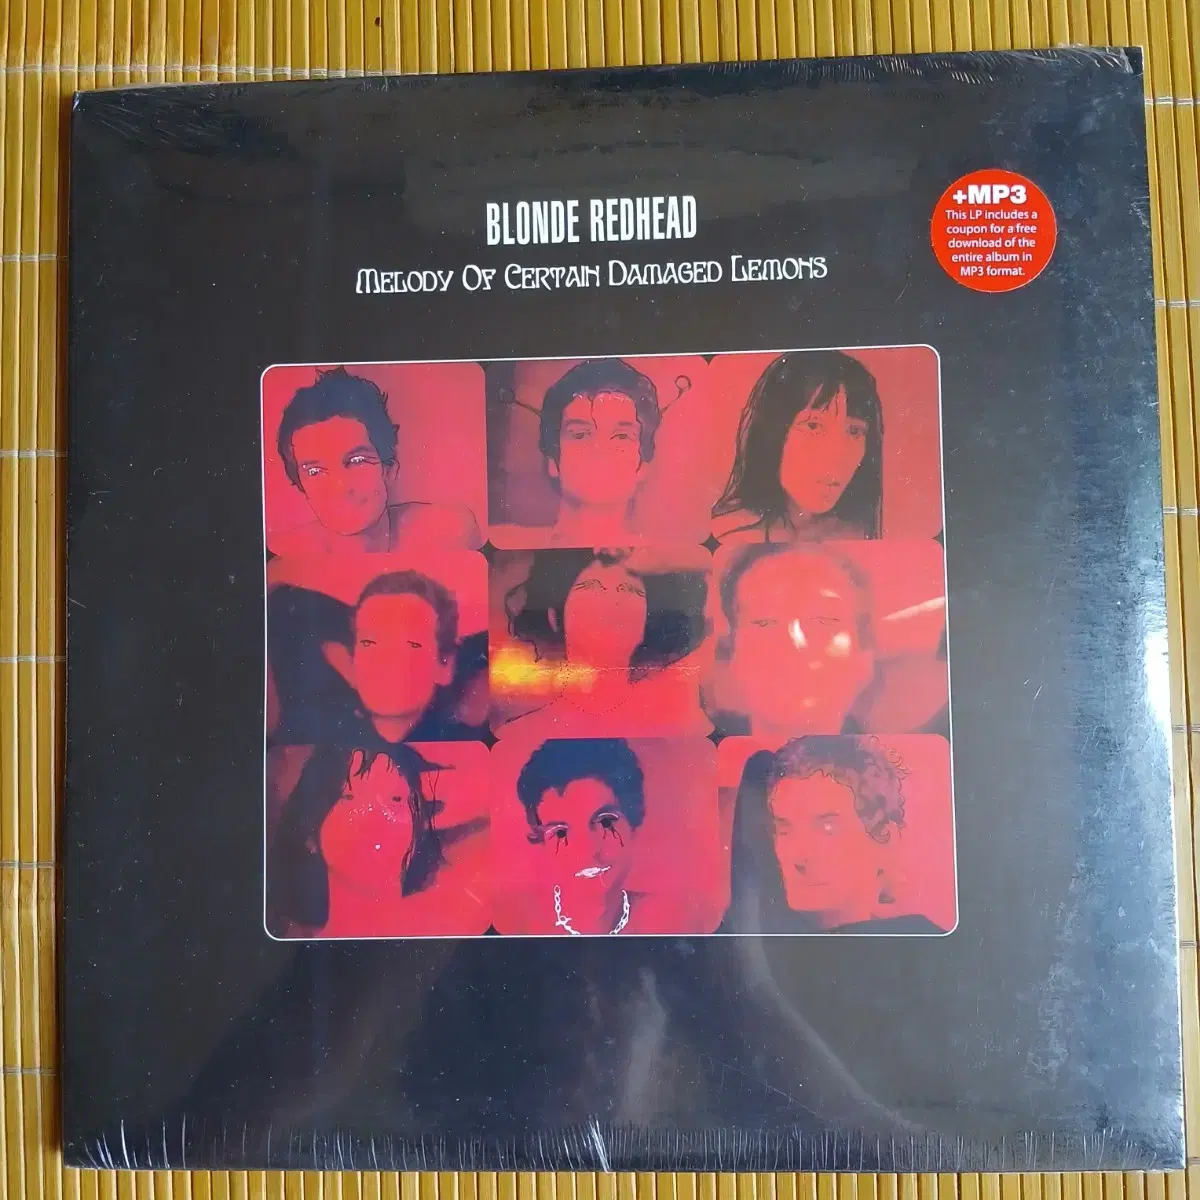 BLONDE REDHEAD
MELODY OF CERTAIN DAMAGED LEMONS
+MP3
This LP includes a
coupon for a free
download of the
entire album in
MP3 format.